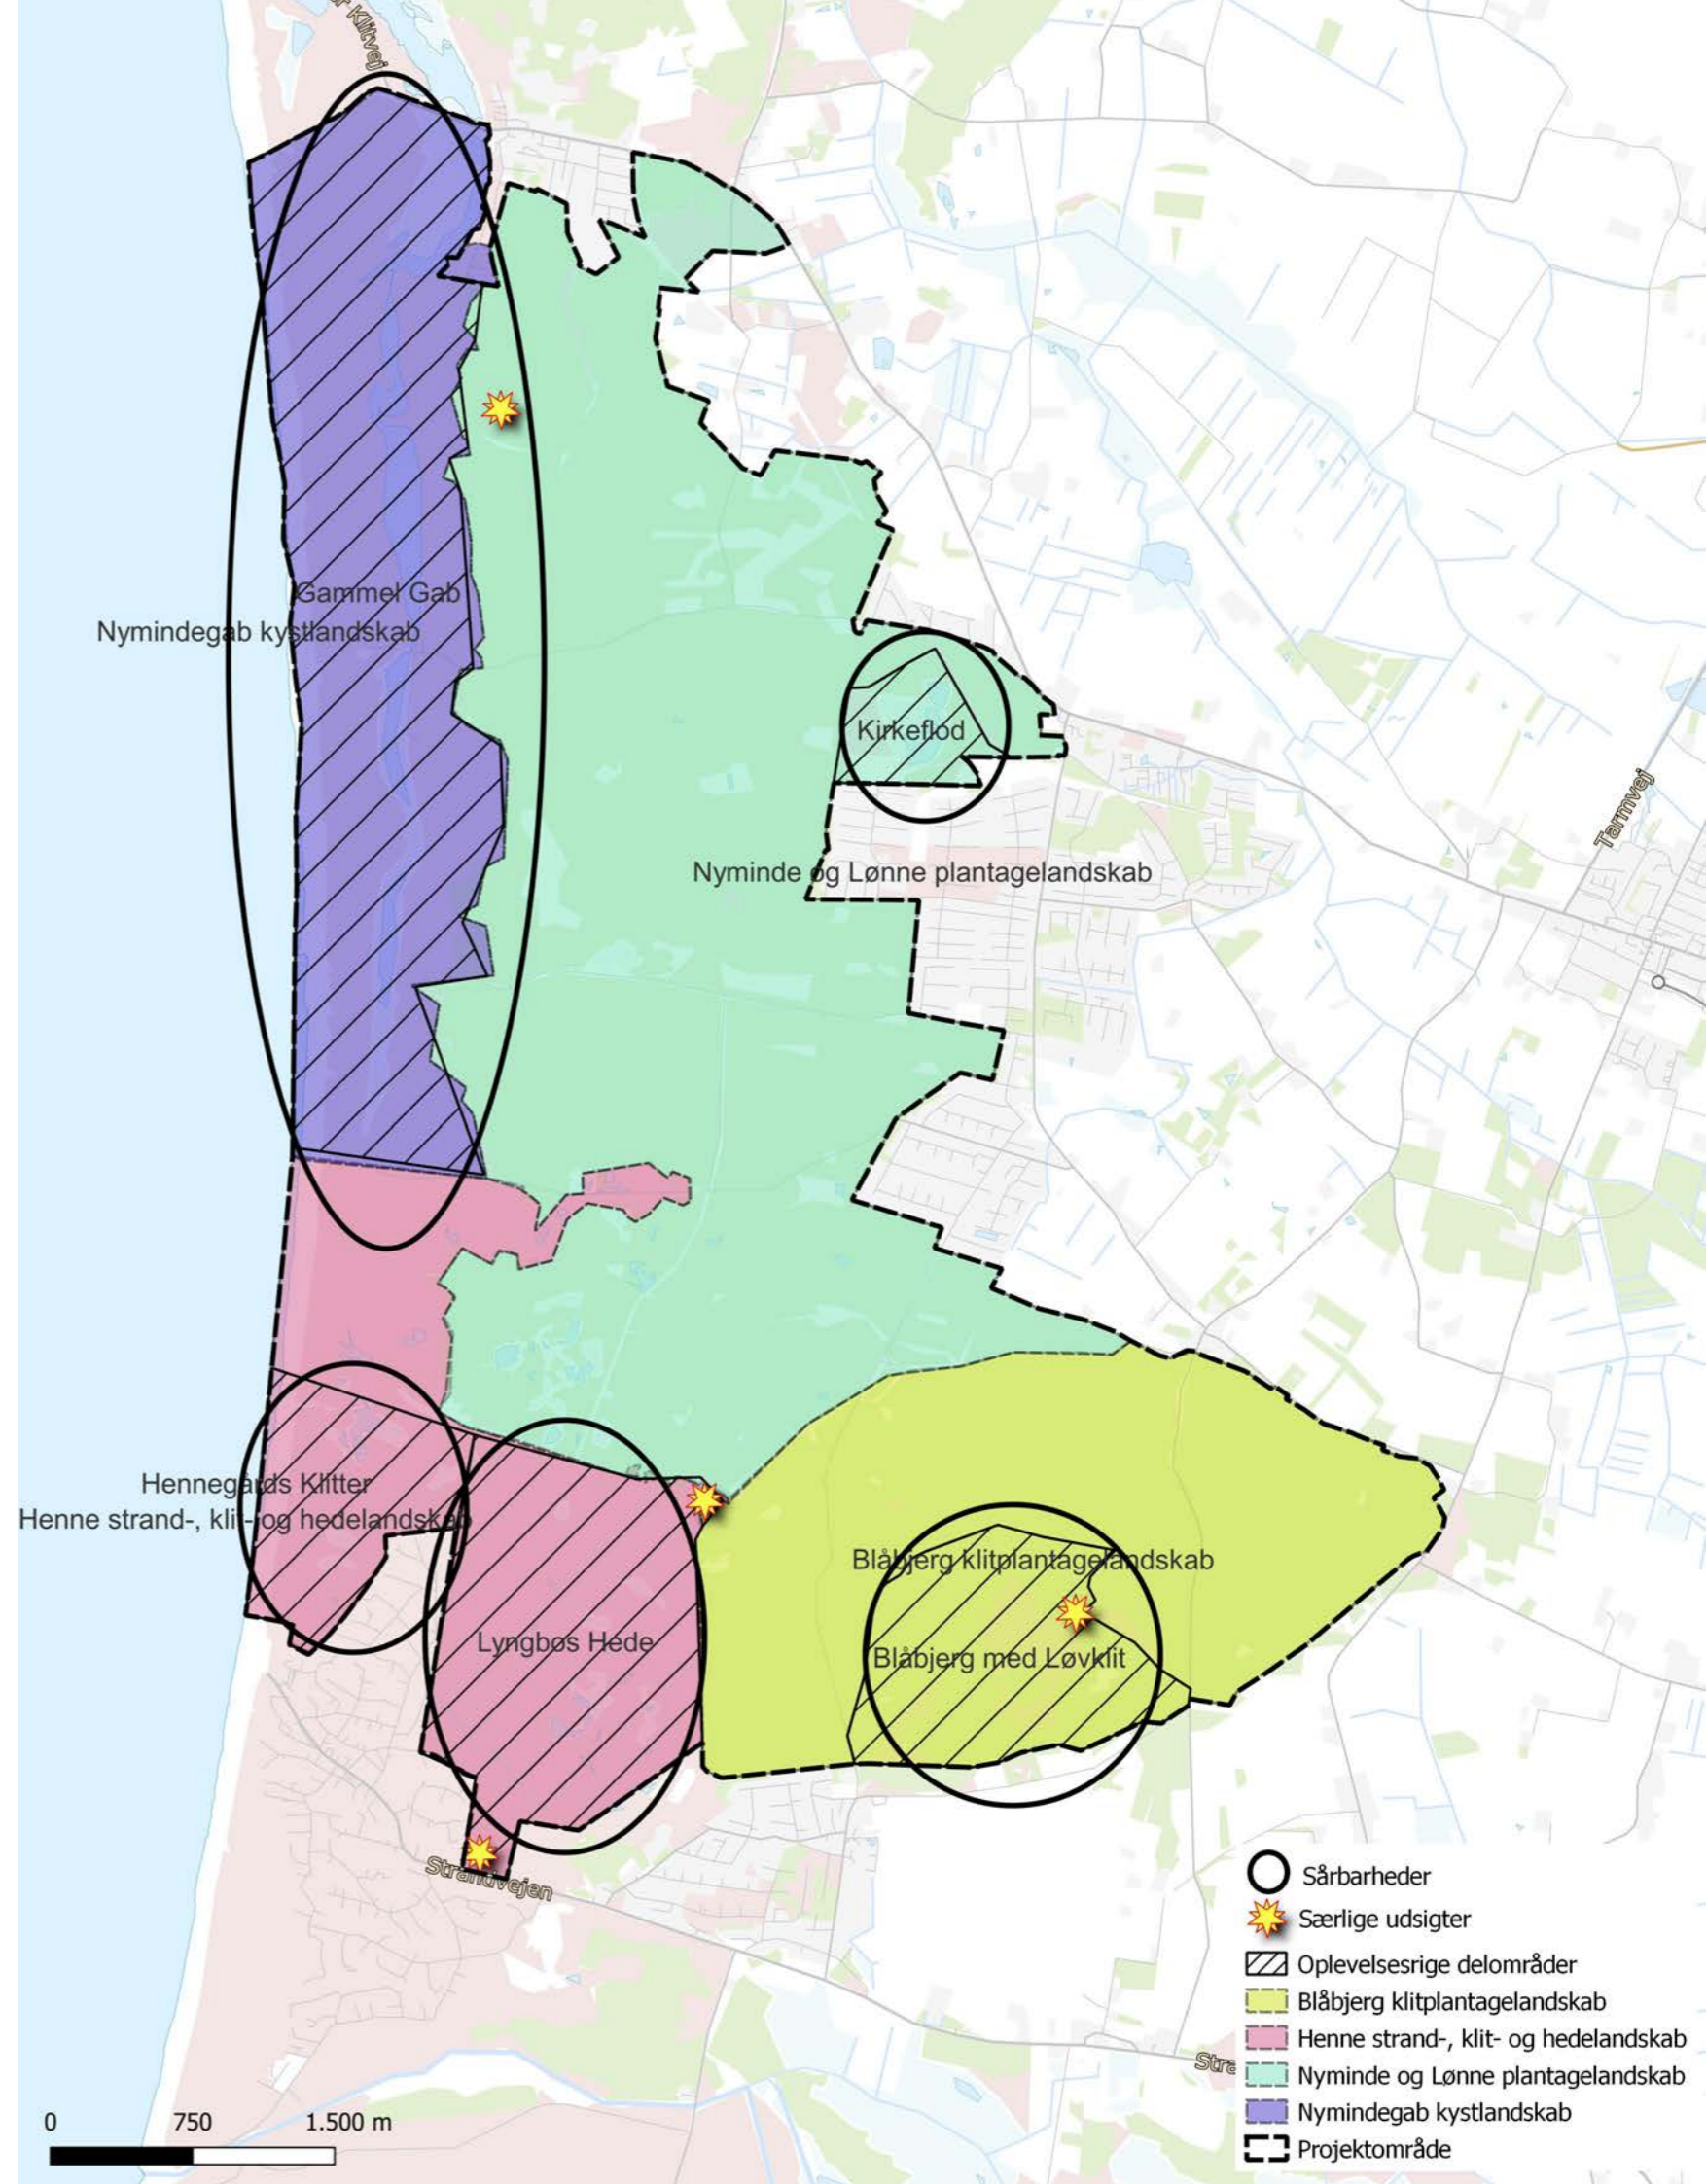 r Klitvej
Gammel Gab
Nymindegab kystlandskab
Kirkeflod
Tarmvej
Nyminde og Lønne plantagelandskab
Hennegårds Klitter
Henne strand-, klit- og hedelandskab
Blåbjerg klitplantagelandskab
Lyngbos Hede
Blåbjerg med Løvklit
Strandvejen
Sårbarheder
Særlige udsigter
Oplevelsesrige delområder
Blåbjerg klitplantagelandskab
Henne strand-, klit- og hedelandskab
Stra
Nyminde og Lønne plantagelandskab
Nymindegab kystlandskab
Projektområde
0 750 1.500 m